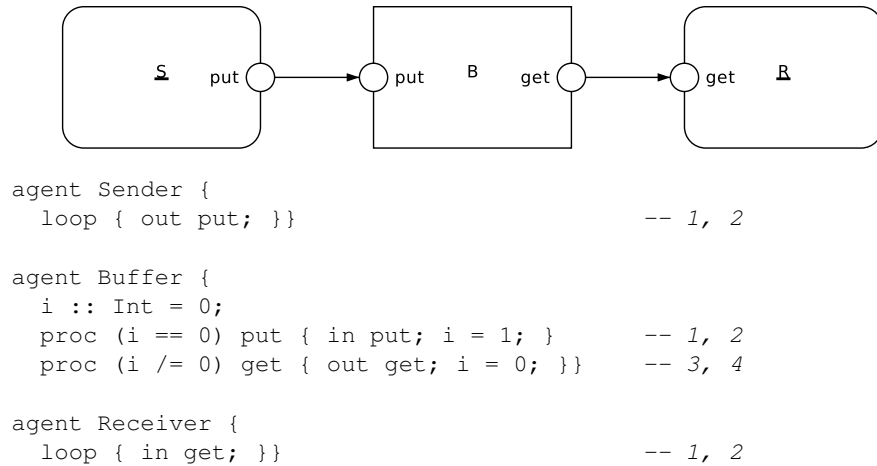 S put put B get get R
agent Sender {
  loop { out put; }}                      -- 1, 2
agent Buffer {
  i :: Int = 0;
  proc (i == 0) put { in put; i = 1; }    -- 1, 2
  proc (i /= 0) get { out get; i = 0; }}  -- 3, 4
agent Receiver {
  loop { in get; }}                       -- 1, 2